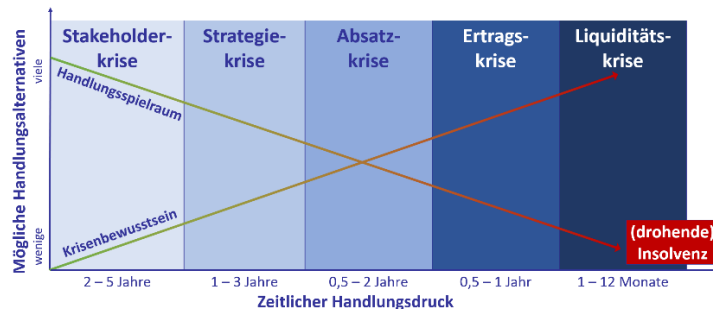 Stakeholder-
krise
Strategie-
krise
Absatz-
krise
Ertrags-
krise
Liquiditäts-
krise
Mögliche Handlungsalternativen
viele
wenige
Handlungsspielraum
Krisenbewusstsein
(drohende)
Insolvenz
2 – 5 Jahre
1 – 3 Jahre
0,5 – 2 Jahre
0,5 – 1 Jahr
1 – 12 Monate
Zeitlicher Handlungsdruck